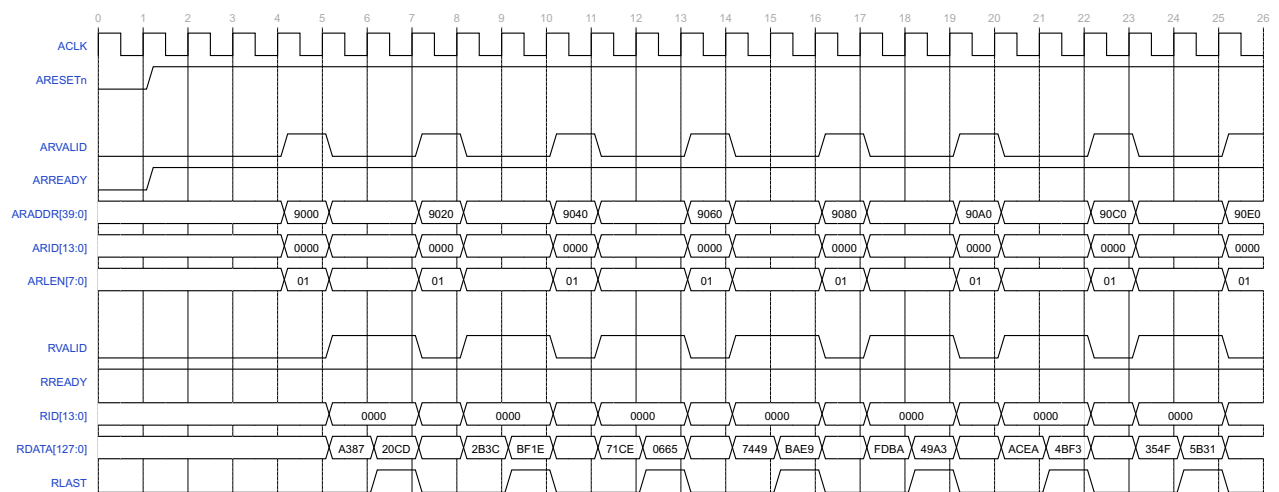 0 1 2 3 4 5 6 7 8 9 10 11 12 13 14 15 16 17 18 19 20 21 22 23 24 25 26
ACLK
ARESETn
ARVALID
ARREADY
ARADDR[39:0] 9000 9020 9040 9060 9080 90A0 90C0 90E0
ARID[13:0] 0000 0000 0000 0000 0000 0000 0000 0000
ARLEN[7:0] 01 01 01 01 01 01 01 01
RVALID
RREADY
RID[13:0] 0000 0000 0000 0000 0000 0000 0000
RDATA[127:0] A387 20CD 2B3C BF1E 71CE 0665 7449 BAE9 FDBA 49A3 ACEA 4BF3 354F 5B31
RLAST